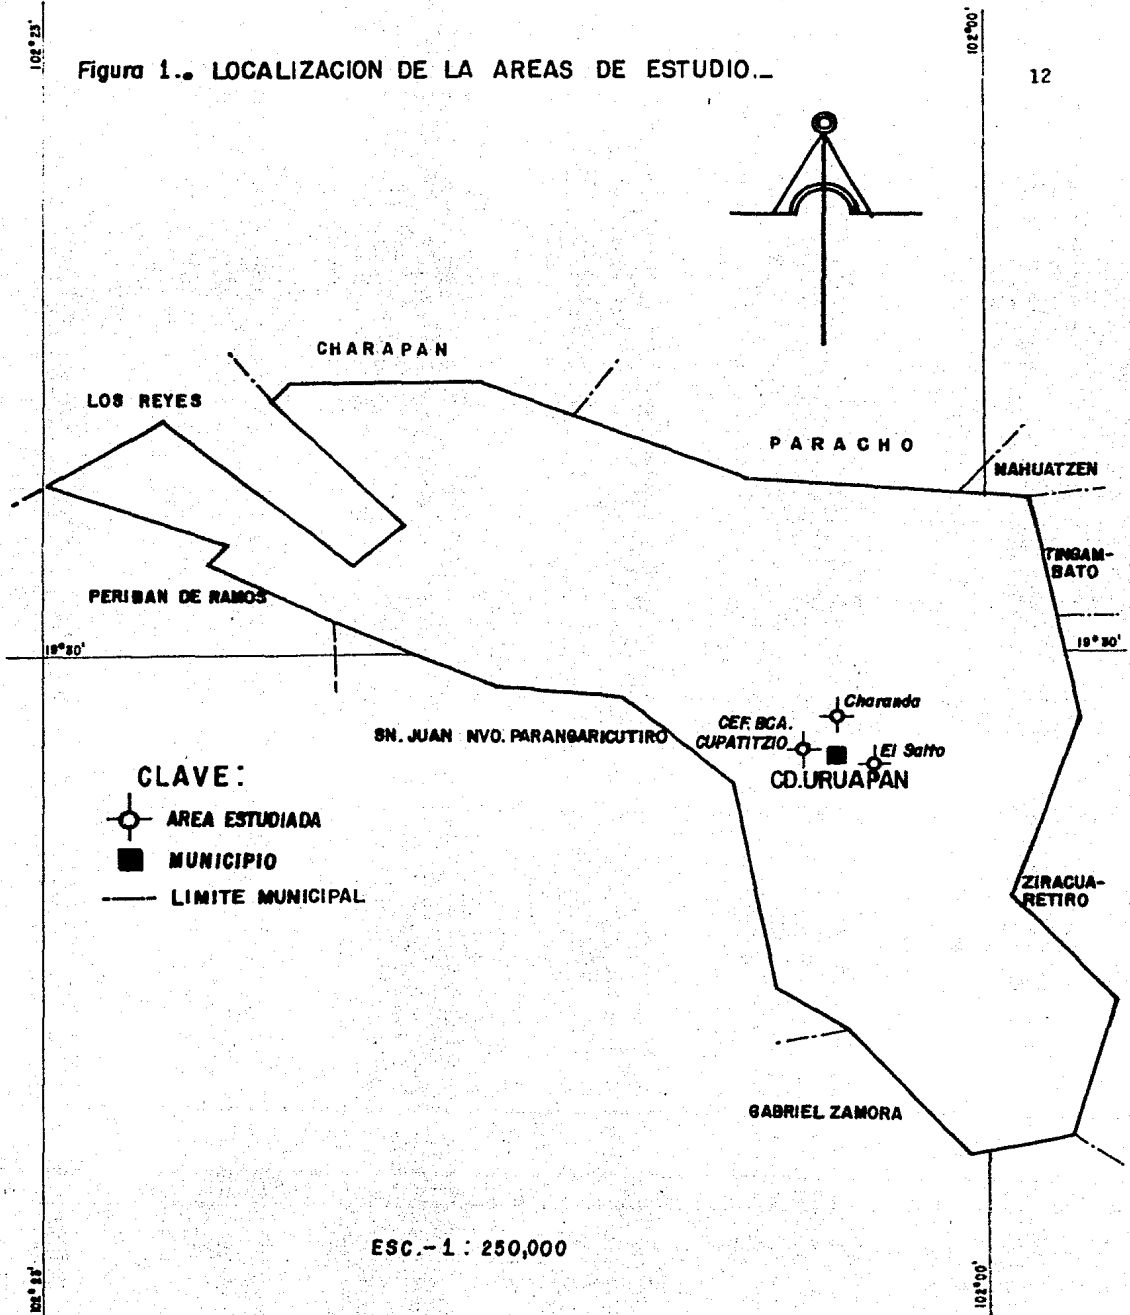 102°23'
102°00'
Figura 1.. LOCALIZACION DE LA AREAS DE ESTUDIO._
12
CHARAPAN
LOS REYES
PARACHO
NAHUATZEN
TINGAM-
BATO
PERIBAN DE RAMOS
19°30'
19°30'
Charanda
CEF. BCA.
CUPATITZIO
El Salto
SN. JUAN NVO. PARANGARICUTIRO
CD. URUAPAN
CLAVE:
AREA ESTUDIADA
MUNICIPIO
LIMITE MUNICIPAL
ZIRACUA-
RETIRO
GABRIEL ZAMORA
ESC.-1: 250,000
102°23'
102°00'